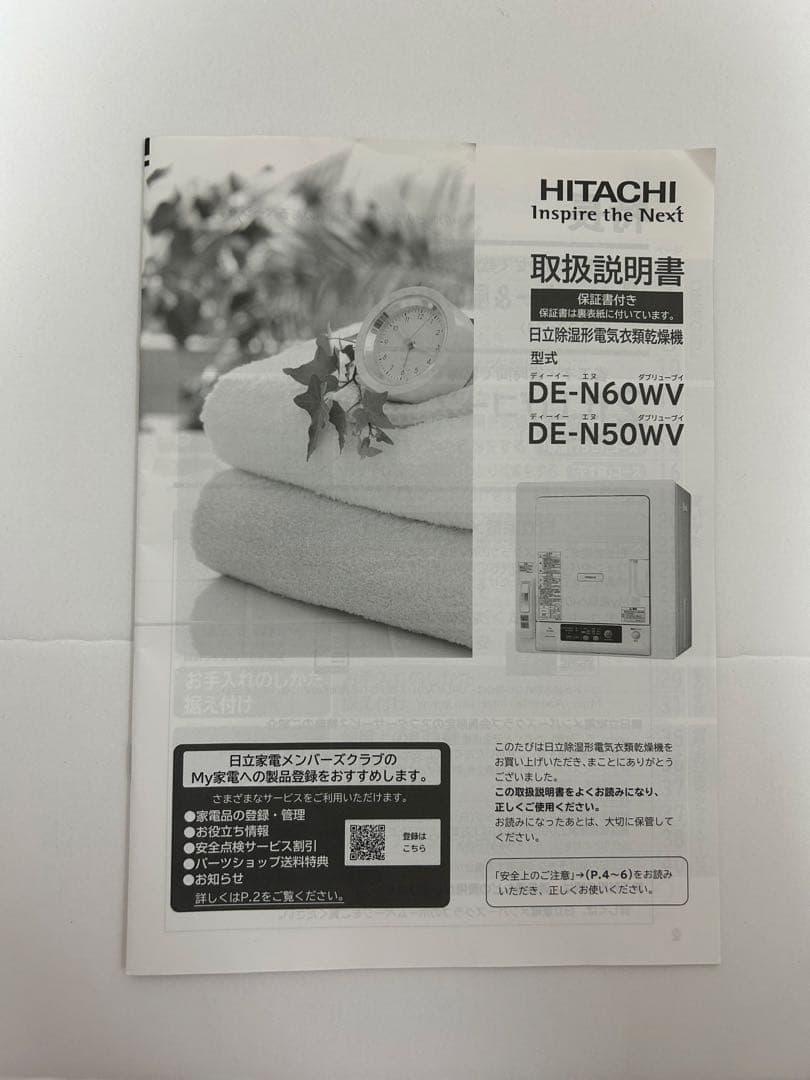 HITACHI
Inspire the Next
取扱説明書
保証書付き
保証書は裏表紙に付いています。
日立除湿形電気衣類乾燥機
型式
ディーイー エヌ ダブリューブイ
DE-N60WV
ディーイー エヌ ダブリューブイ
DE-N50WV
お手入れのしかた
据え付け
日立家電メンバーズクラブの
My家電への製品登録をおすすめします。
さまざまなサービスをご利用いただけます。
●家電品の登録・管理
●お役立ち情報
●安全点検サービス割引
●パーツショップ送料特典
●お知らせ
登録は
こちら
詳しくはP.2をご覧ください。
このたびは日立除湿形電気衣類乾燥機を
お買い上げいただき、まことにありがとう
ございました。
この取扱説明書をよくお読みになり、
正しくご使用ください。
お読みになったあとは、大切に保管して
ください。
「安全上のご注意」→(P.4～6)をお読み
いただき、正しくお使いください。